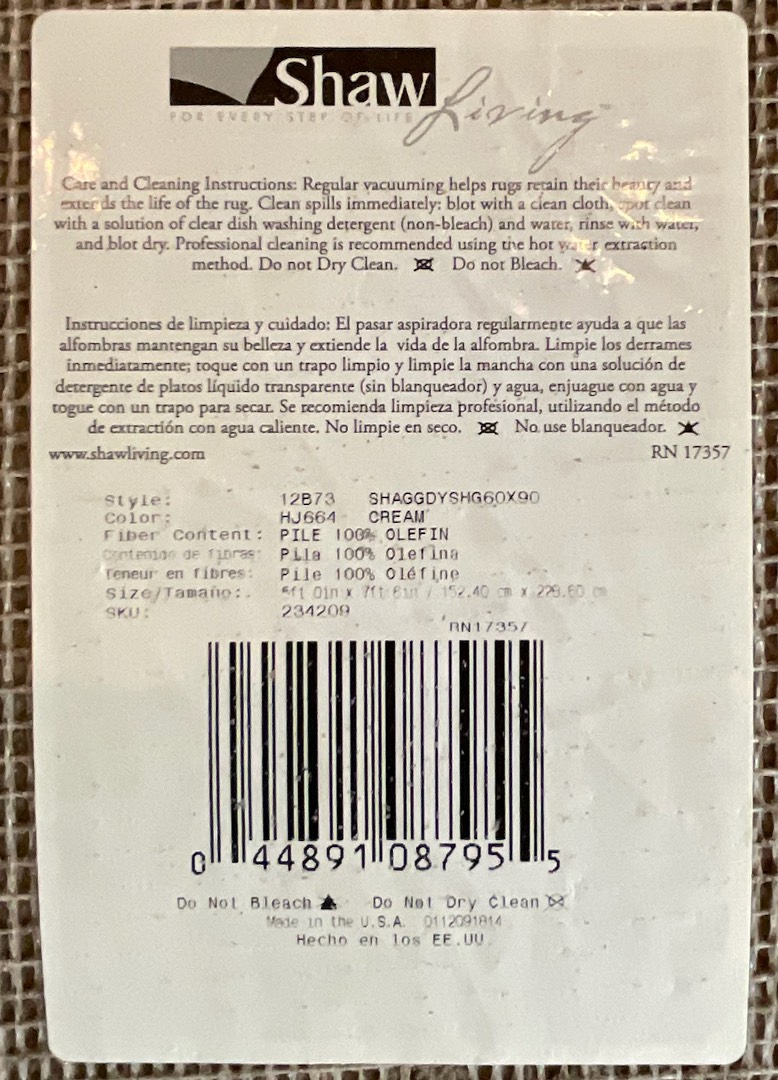 Shaw Living
FOR EVERY STEP OF LIFE
Care and Cleaning Instructions: Regular vacuuming helps rugs retain their beauty and
extends the life of the rug. Clean spills immediately: blot with a clean cloth, spot clean
with a solution of clear dish washing detergent (non-bleach) and water, rinse with water,
and blot dry. Professional cleaning is recommended using the hot water extraction
method. Do not Dry Clean. Do not Bleach.
Instrucciones de limpieza y cuidado: El pasar aspiradora regularmente ayuda a que las
alfombras mantengan su belleza y extiende la vida de la alfombra. Limpie los derrames
inmediatamente; toque con un trapo limpio y limpie la mancha con una solución de
detergente de platos líquido transparente (sin blanqueador) y agua, enjuague con agua y
togue con un trapo para secar. Se recomienda limpieza profesional, utilizando el método
de extracción con agua caliente. No limpie en seco. No use blanqueador.
www.shawliving.com RN 17357
Style: 12B73 SHAGGDYSHG60X90
Color: HJ664 CREAM
Fiber Content: PILE 100% OLEFIN
Contenido de fibras: Pila 100% Olefina
Teneur en fibres: Pile 100% Oléfine
Size/Tamaño:. 5ft 0in x 7ft 6in / 152.40 cm x 228.60 cm
SKU: 234209
RN17357
0 44891 08795 5
Do Not Bleach Do Not Dry Clean
Made in the U.S.A. 0112091814
Hecho en los EE.UU.